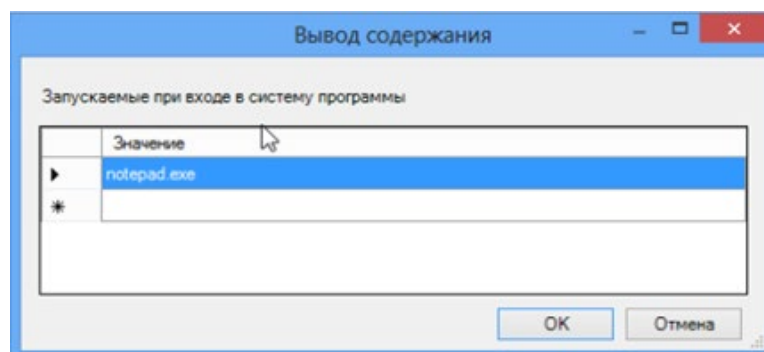 Вывод содержания
Запускаемые при входе в систему программы
Значение
notepad.exe
OK
Отмена